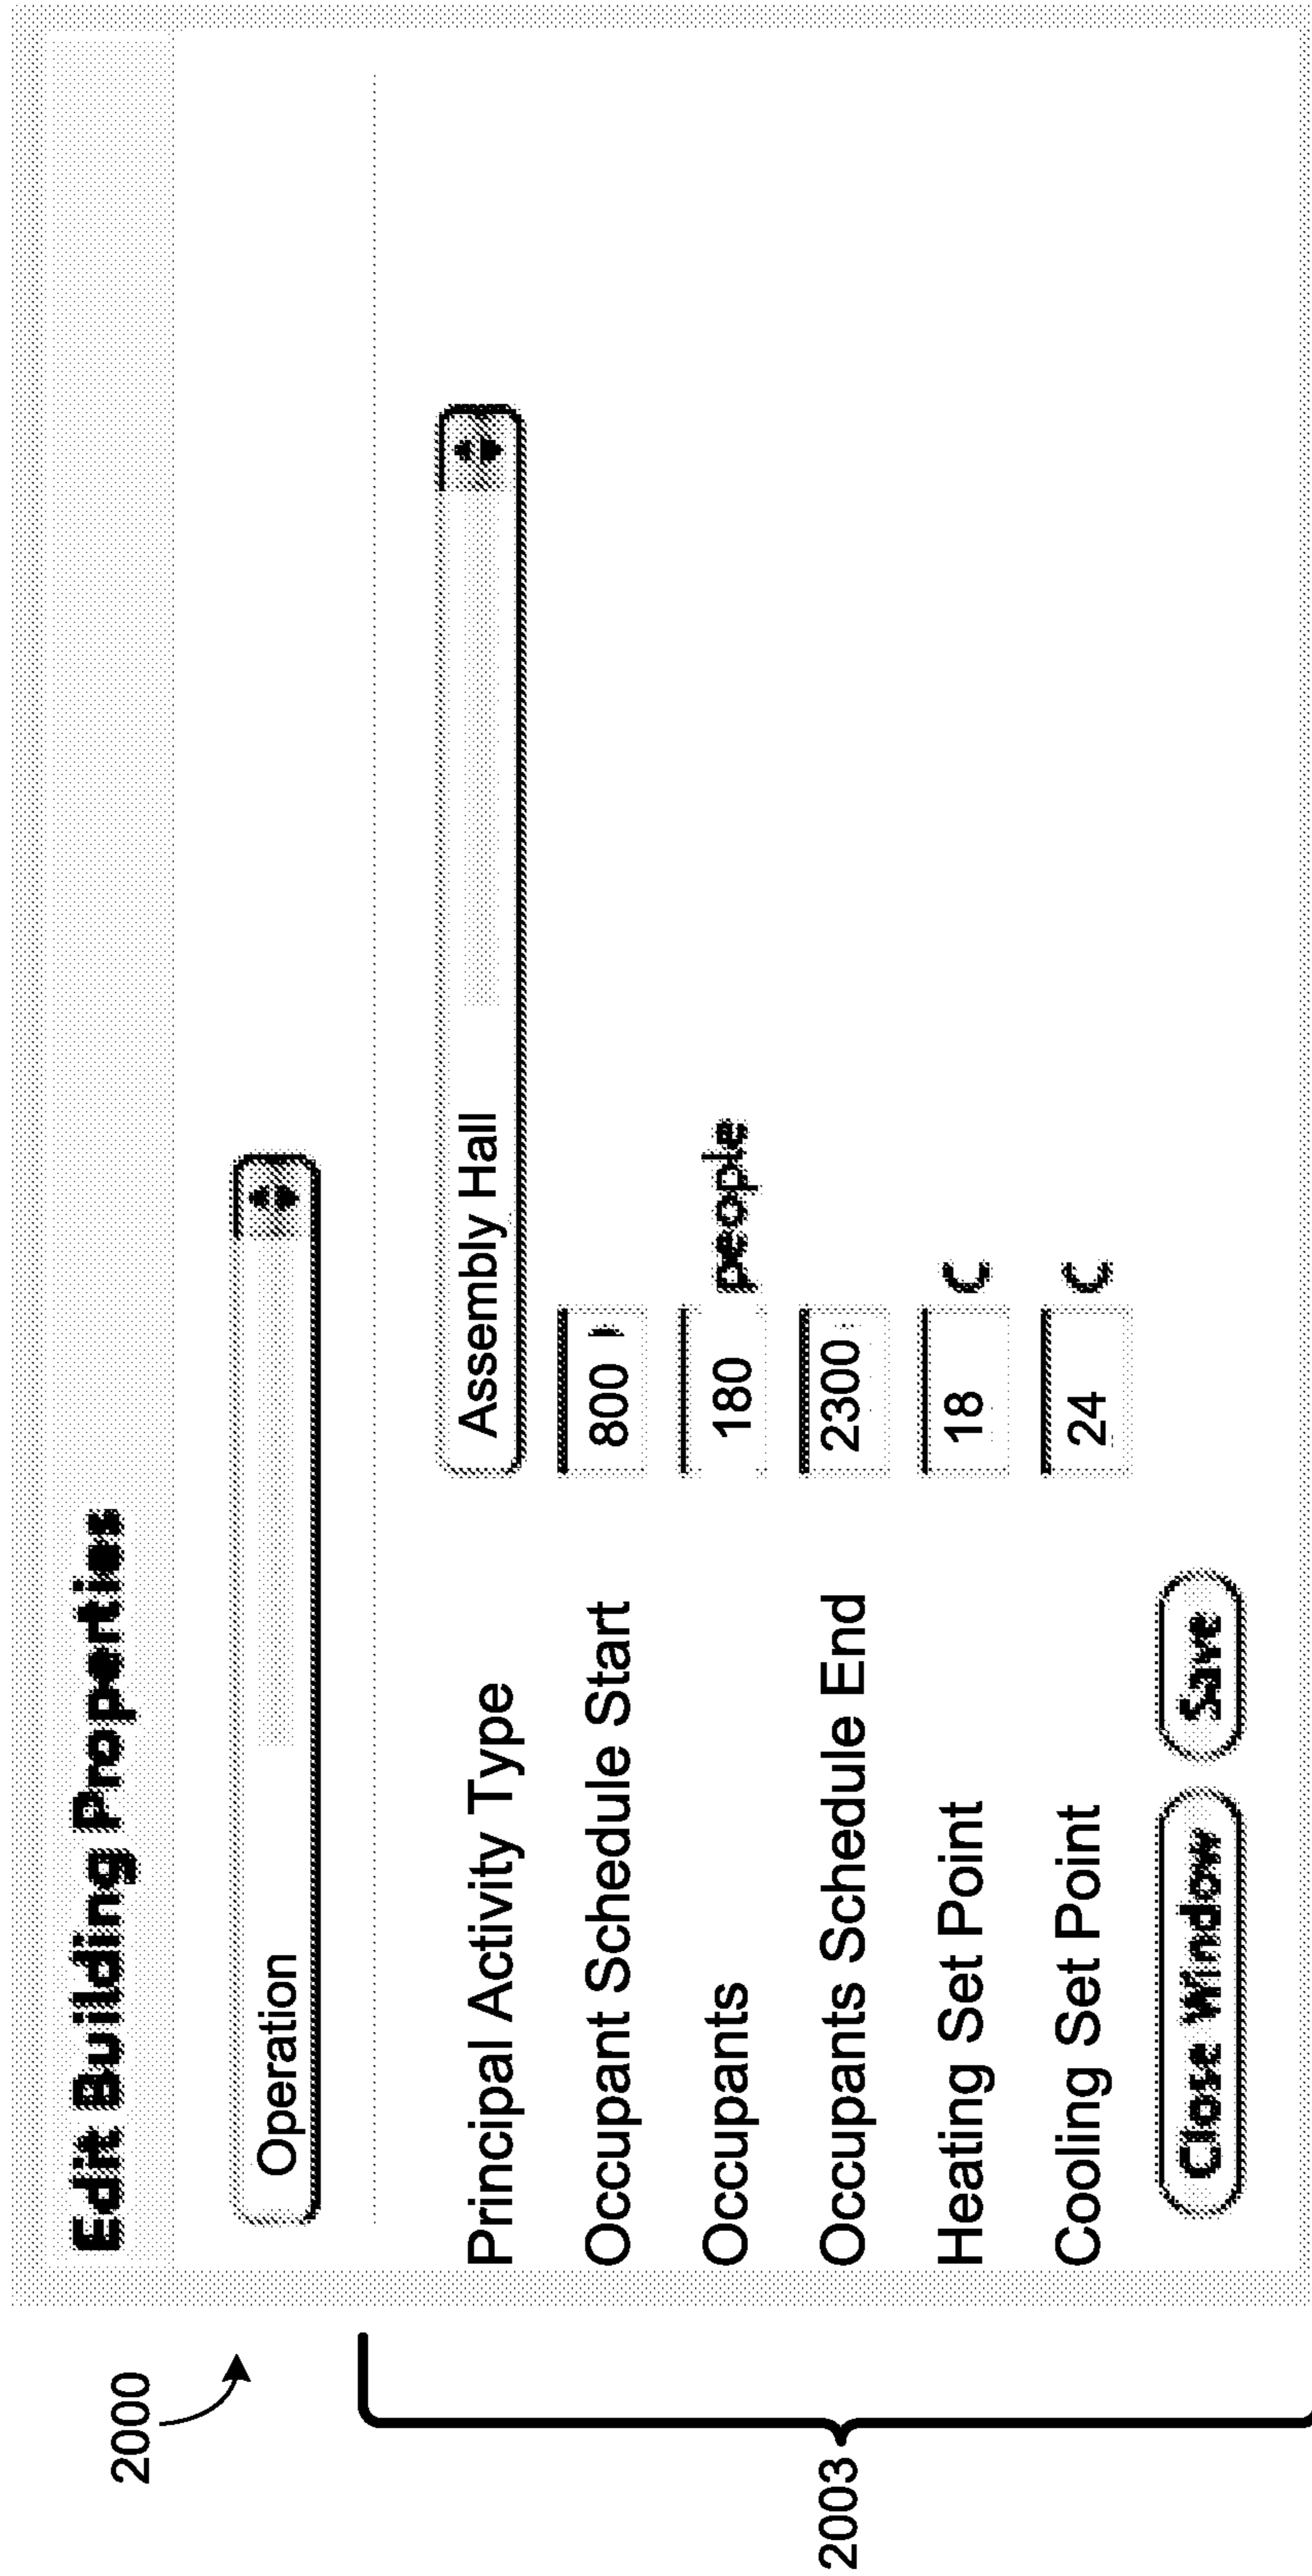 2000
Edit Building Properties
Operation
2003
Principal Activity Type Assembly Hall
Occupant Schedule Start 800
Occupants 180 people
Occupants Schedule End 2300
Heating Set Point 18 C
Cooling Set Point 24 C
Close Window Save